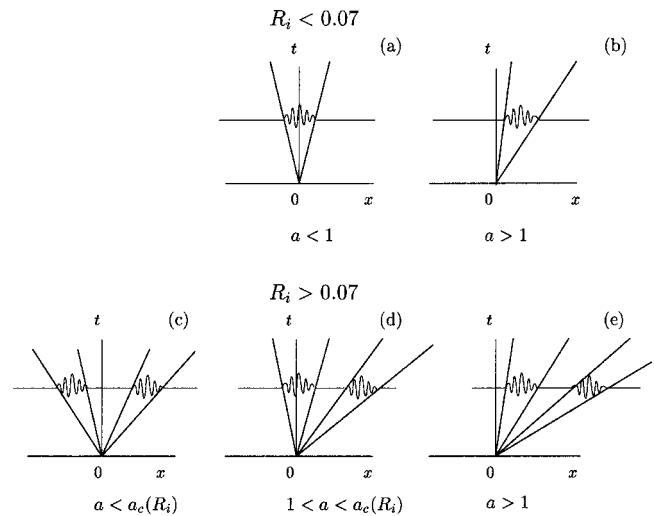 R_i < 0.07
t (a) t (b)
0 x 0 x
a < 1 a > 1
R_i > 0.07
t (c) t (d) t (e)
0 x 0 x 0 x
a < a_c(R_i) 1 < a < a_c(R_i) a > 1